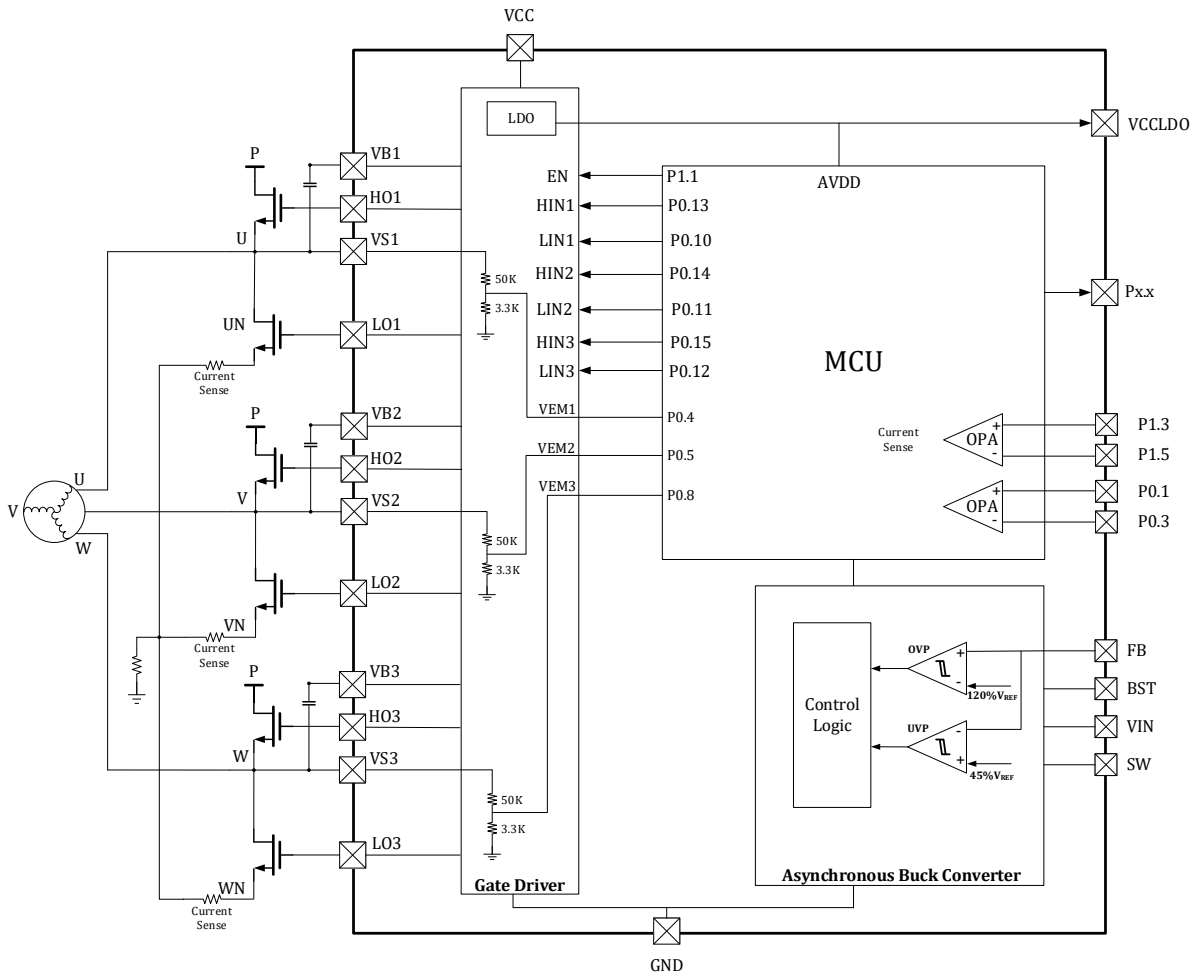 VCC
LDO
VCCLDO
P
VB1
HO1
U
VS1
50K
3.3K
UN
LO1
Current
Sense
EN
HIN1
LIN1
HIN2
LIN2
HIN3
LIN3
VEM1
VEM2
VEM3
P1.1
P0.13
P0.10
P0.14
P0.11
P0.15
P0.12
P0.4
P0.5
P0.8
AVDD
MCU
Px.x
Current
Sense
+
OPA
-
P1.3
P1.5
+
OPA
-
P0.1
P0.3
P
VB2
HO2
V
VS2
50K
3.3K
LO2
VN
Current
Sense
U
V
W
P
VB3
HO3
W
VS3
50K
3.3K
LO3
WN
Current
Sense
Gate Driver
Control
Logic
OVP
+
-
120%VREF
UVP
-
+
45%VREF
FB
BST
VIN
SW
Asynchronous Buck Converter
GND